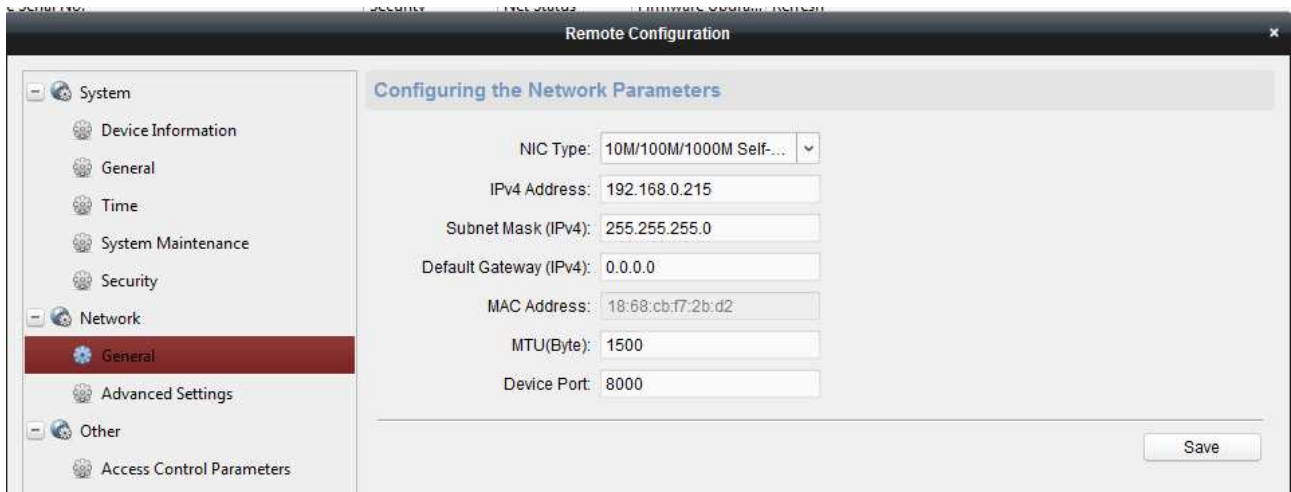 Remote Configuration
×
System
Device Information
General
Time
System Maintenance
Security
Network
General
Advanced Settings
Other
Access Control Parameters
Configuring the Network Parameters
NIC Type: 10M/100M/1000M Self-...
IPv4 Address: 192.168.0.215
Subnet Mask (IPv4): 255.255.255.0
Default Gateway (IPv4): 0.0.0.0
MAC Address: 18:68:cb:f7:2b:d2
MTU(Byte): 1500
Device Port: 8000
Save